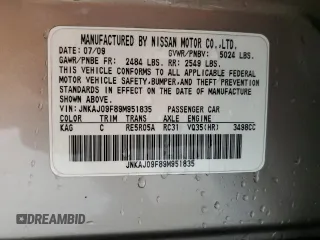 MANUFACTURED BY NISSAN MOTOR CO.,LTD.
DATE: 07/09 GVWR/PNBV: 5024 LBS.
GAWR/PNBE FR: 2484 LBS. RR: 2549 LBS.
THIS VEHICLE CONFORMS TO ALL APPLICABLE
FEDERAL MOTOR VEHICLE SAFETY,BUMPER,AND THEFT PREVENTION
STANDARDS IN EFFECT ON THE DATE OF
MANUFACTURE SHOWN ABOVE.
VIN: JNKAJ09F89M951835 PASSENGER CAR
COLOR TRIM TRANS AXLE ENGINE
KAG C RE5R05A RC31 VQ35(HR) 3498CC
JNKAJ09F89M951835
DREAMBID